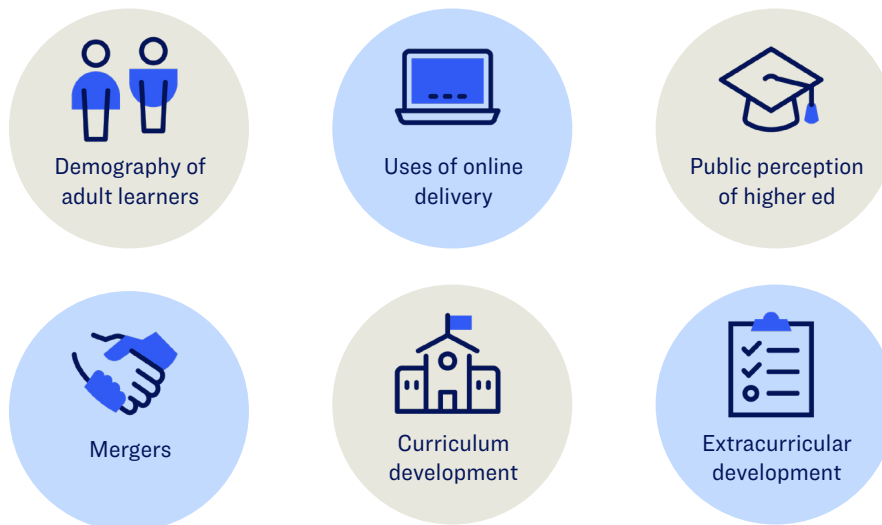 Demography of
adult learners
Uses of online
delivery
Public perception
of higher ed
Mergers
Curriculum
development
Extracurricular
development